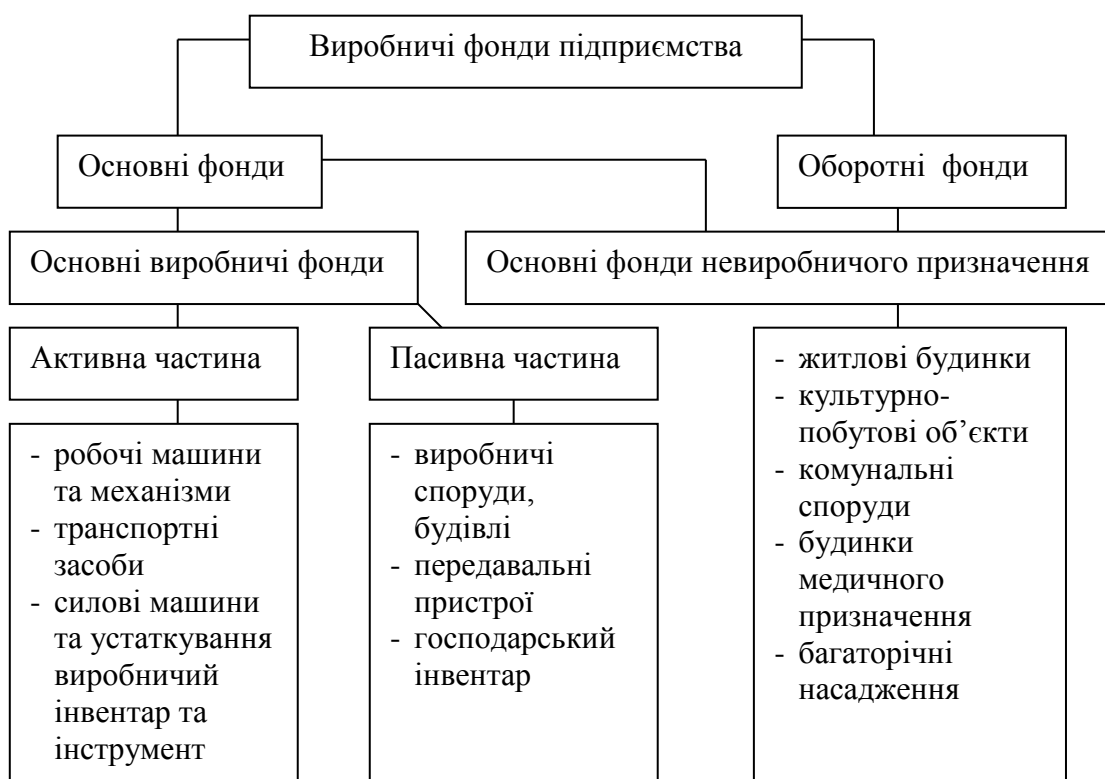 Виробничі фонди підприємства
Основні фонди
Оборотні фонди
Основні виробничі фонди
Основні фонди невиробничого призначення
Активна частина
Пасивна частина
- робочі машини
та механізми
- транспортні
засоби
- силові машини
та устаткування
виробничий
інвентар та
інструмент
- виробничі
споруди,
будівлі
- передавальні
пристрої
- господарський
інвентар
- житлові будинки
- культурно-
побутові об’єкти
- комунальні
споруди
- будинки
медичного
призначення
- багаторічні
насадження